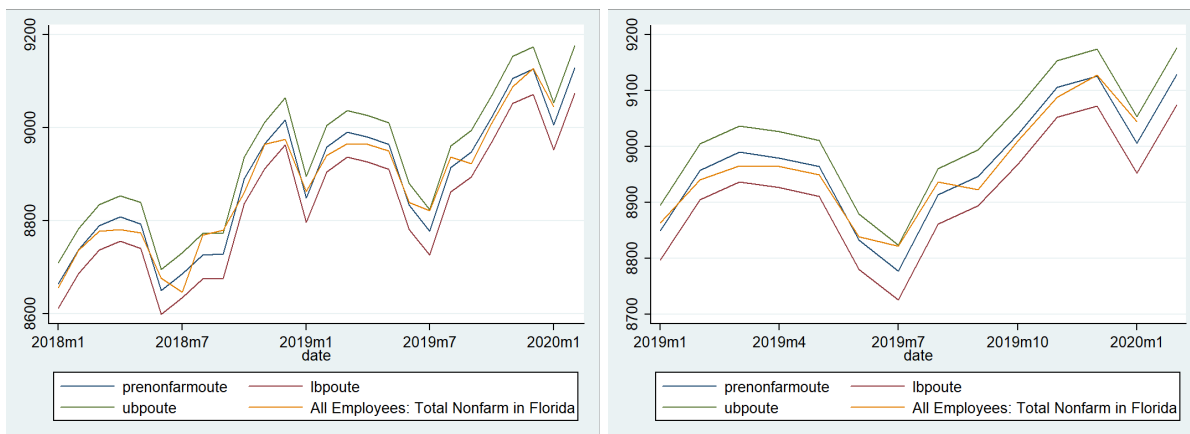 9200
9000
8800
8600
2018m1 2018m7 2019m1 2019m7 2020m1
date
prenonfarmoute lbpoute
ubpoute All Employees: Total Nonfarm in Florida
9200
9100
9000
8900
8800
8700
2019m1 2019m4 2019m7 2019m10 2020m1
date
prenonfarmoute lbpoute
ubpoute All Employees: Total Nonfarm in Florida